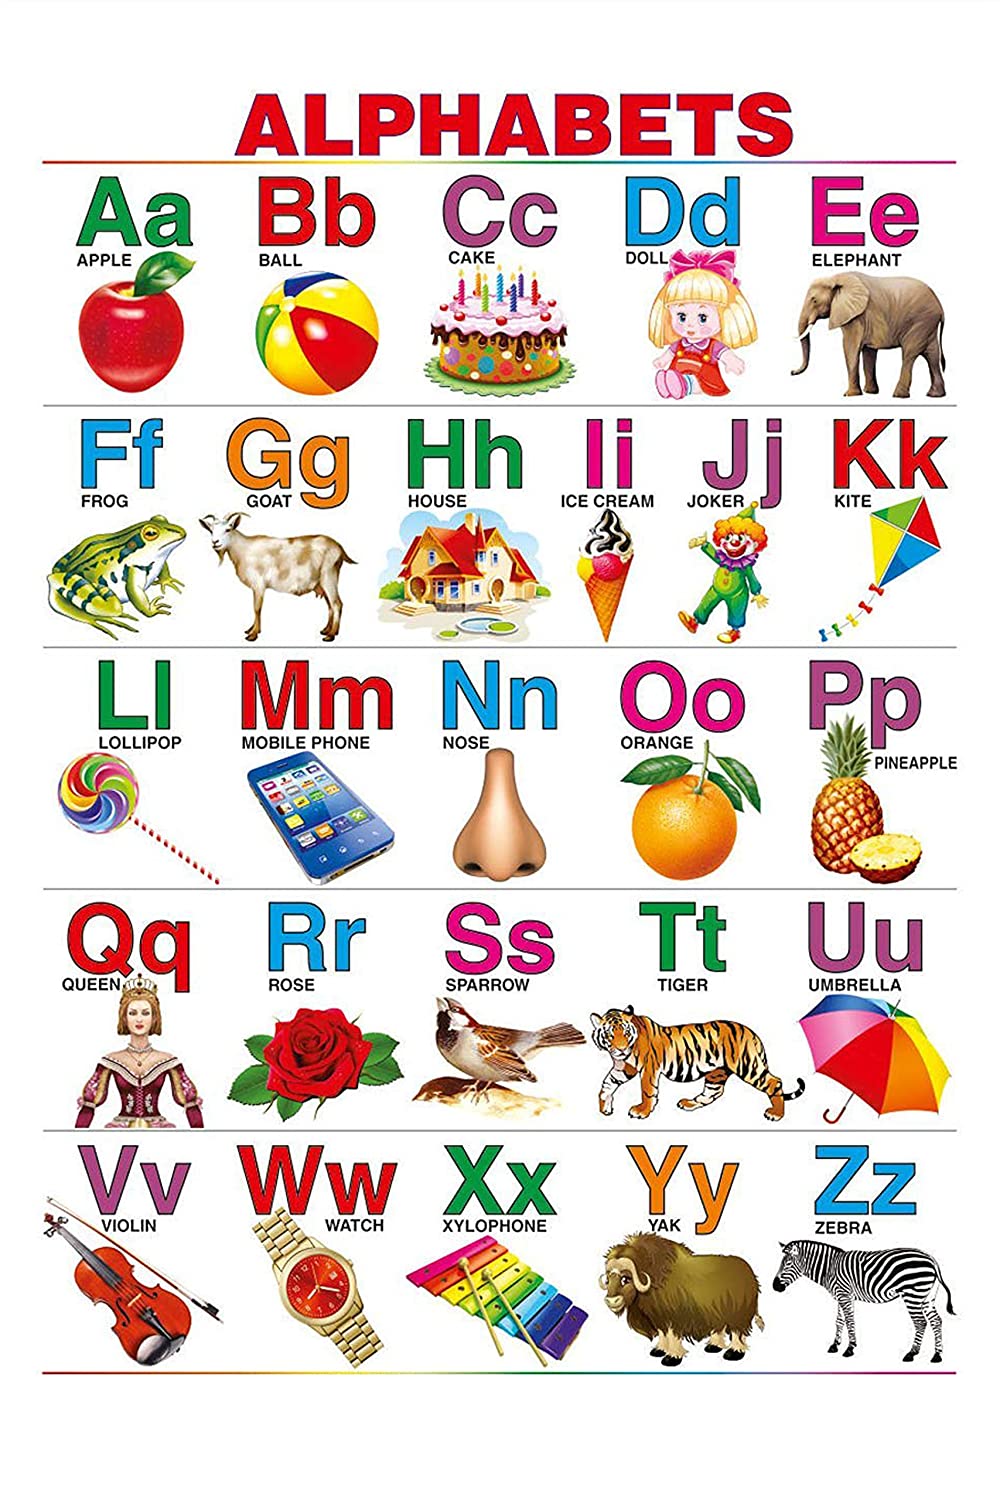 ALPHABETS
Aa Bb Cc Dd Ee
APPLE BALL CAKE DOLL ELEPHANT
Ff Gg Hh Ii Jj Kk
FROG GOAT HOUSE ICE CREAM JOKER KITE
Ll Mm Nn Oo Pp
LOLLIPOP MOBILE PHONE NOSE ORANGE PINEAPPLE
Qq Rr Ss Tt Uu
QUEEN ROSE SPARROW TIGER UMBRELLA
Vv Ww Xx Yy Zz
VIOLIN WATCH XYLOPHONE YAK ZEBRA